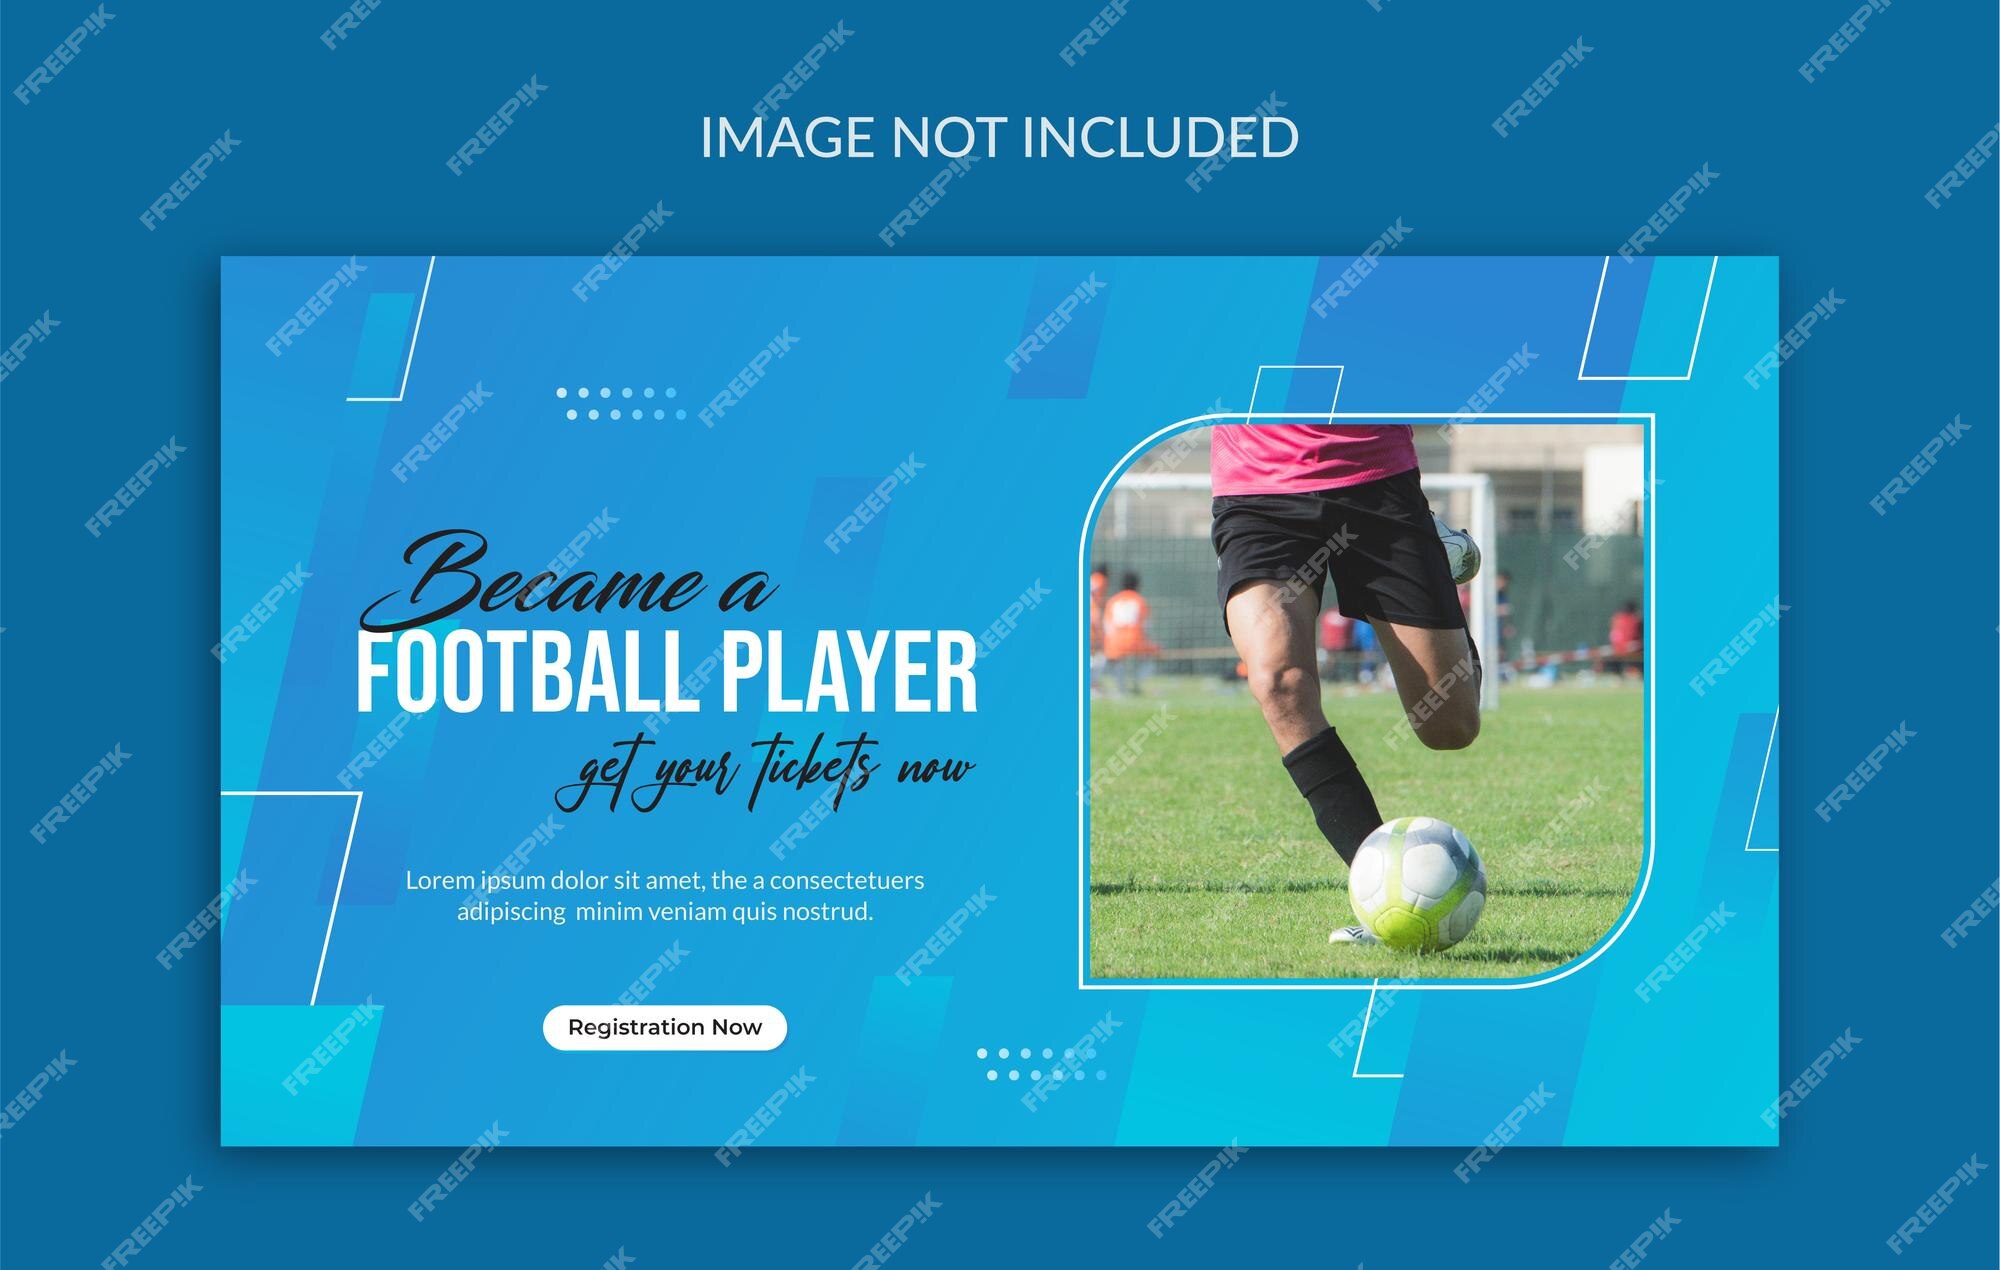 IMAGE NOT INCLUDED
Became a
FOOTBALL PLAYER
get your tickets now
Lorem ipsum dolor sit amet, the a consectetuers
adipiscing minim veniam quis nostrud.
Registration Now
FREEPIK